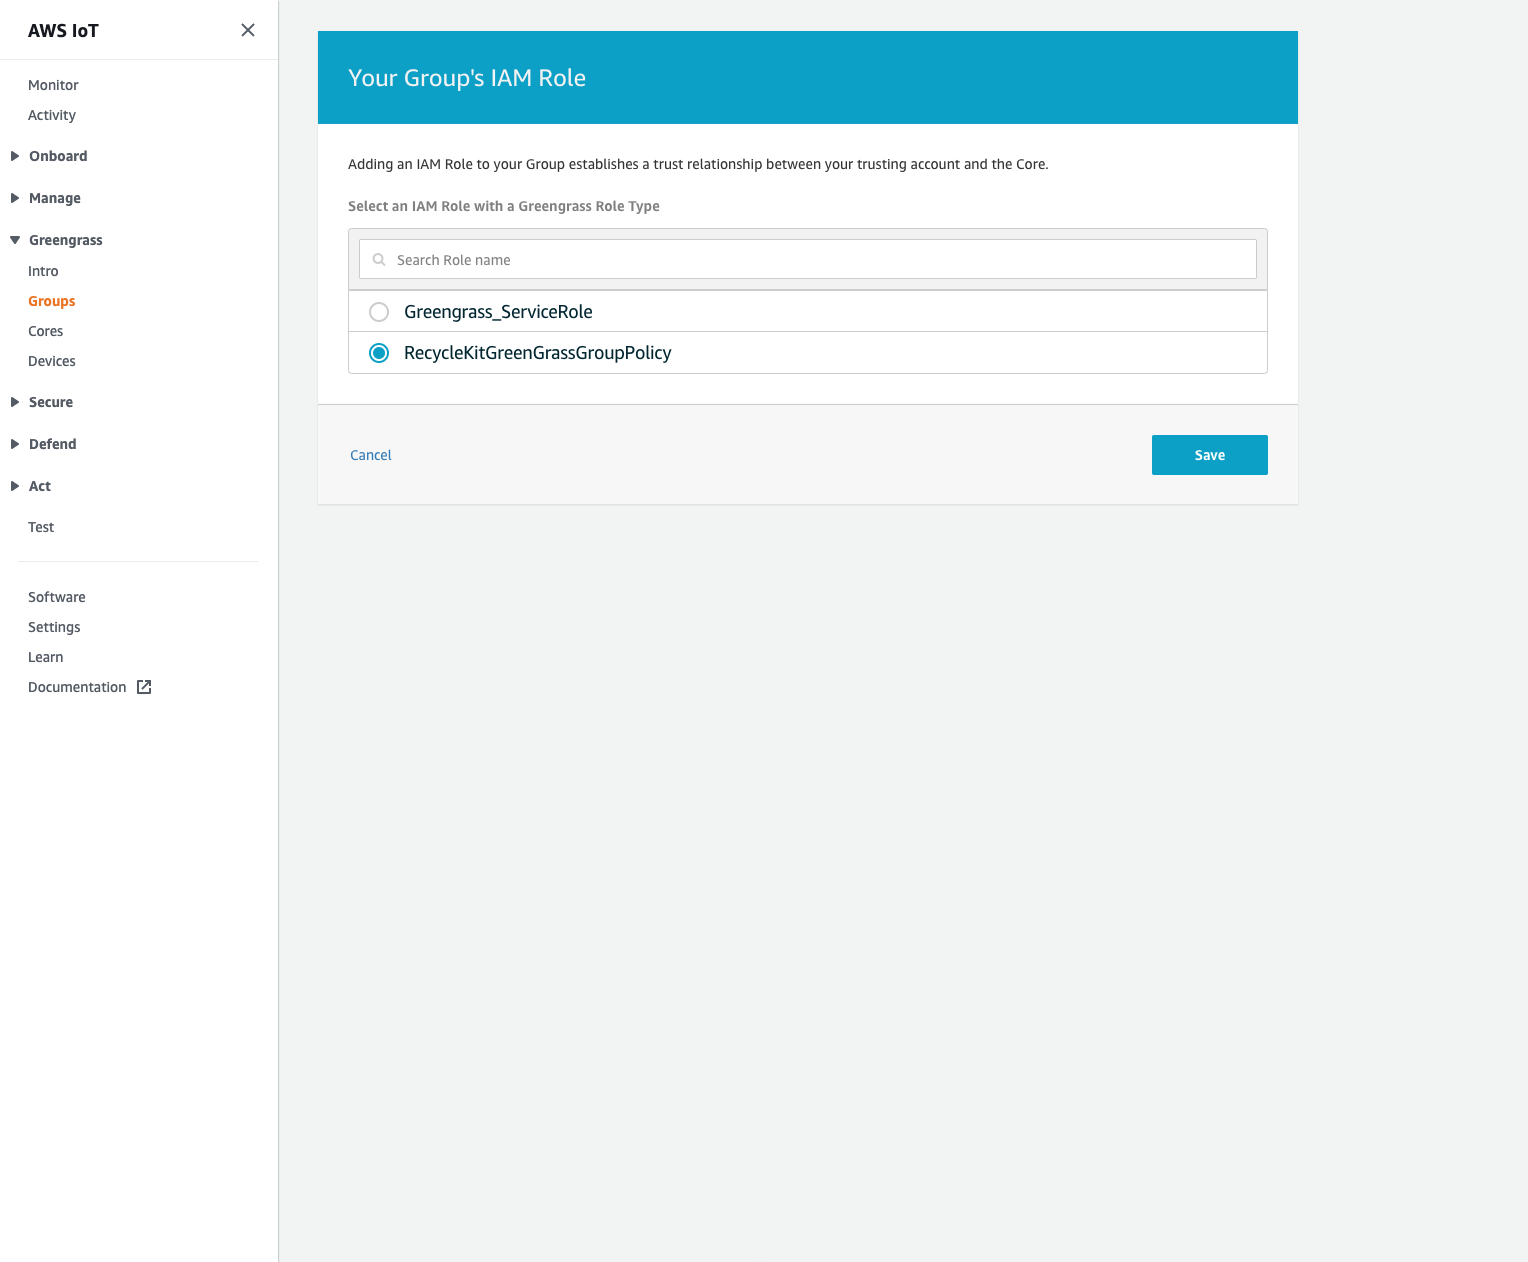 AWS IoT
Monitor
Activity
Onboard
Manage
Greengrass
Intro
Groups
Cores
Devices
Secure
Defend
Act
Test
Software
Settings
Learn
Documentation
Your Group's IAM Role
Adding an IAM Role to your Group establishes a trust relationship between your trusting account and the Core.
Select an IAM Role with a Greengrass Role Type
Search Role name
Greengrass_ServiceRole
RecycleKitGreenGrassGroupPolicy
Cancel
Save